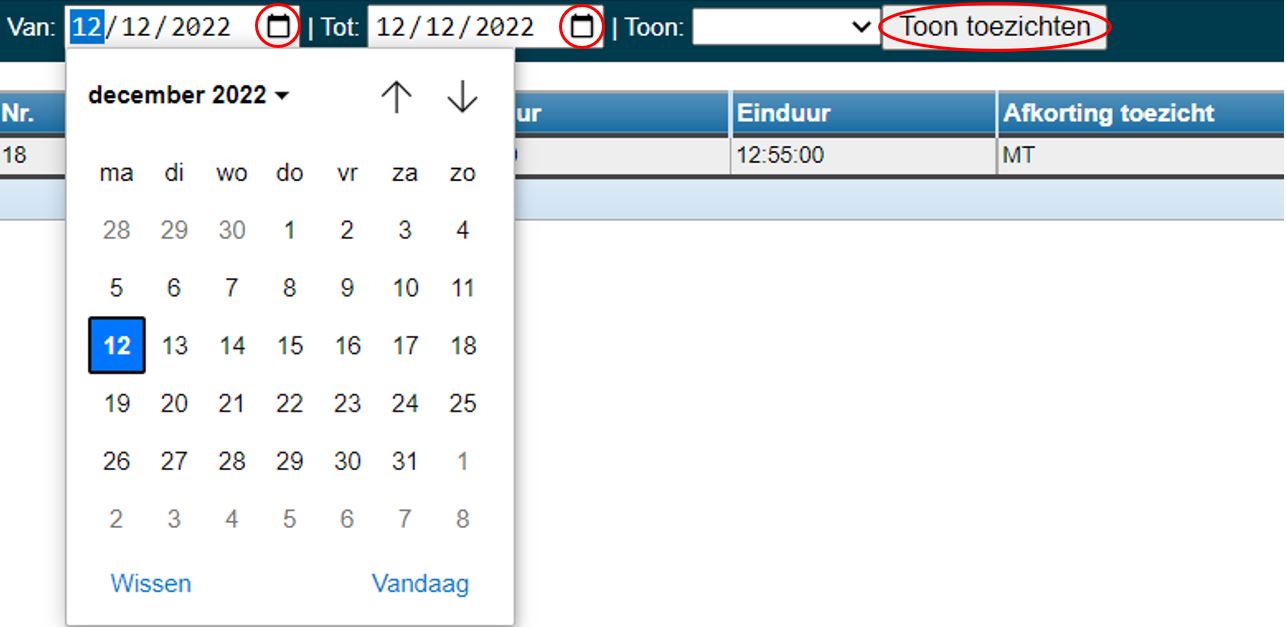 Van: 12/12/2022 | Tot: 12/12/2022 | Toon: Toon toezichten
Nr. ur Einduur Afkorting toezicht
18 12:55:00 MT
december 2022
ma di wo do vr za zo
28 29 30 1 2 3 4
5 6 7 8 9 10 11
12 13 14 15 16 17 18
19 20 21 22 23 24 25
26 27 28 29 30 31 1
2 3 4 5 6 7 8
Wissen Vandaag